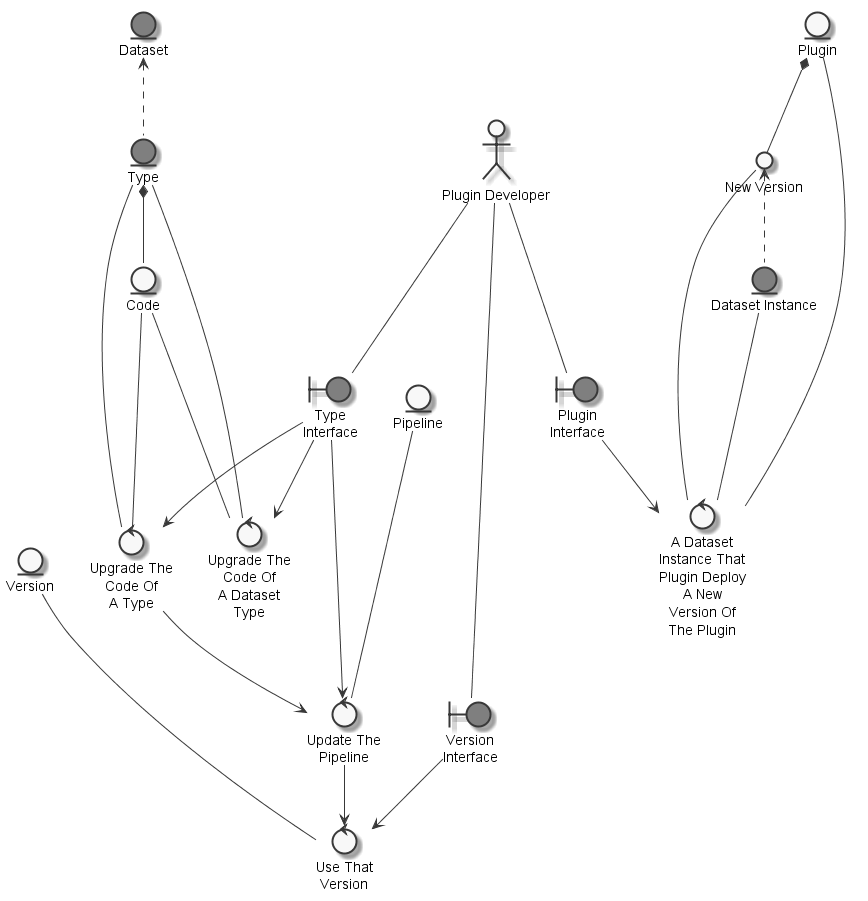 Dataset
Plugin
Type
New Version
Plugin Developer
Code
Dataset Instance
Type
Interface
Pipeline
Plugin
Interface
Version
Upgrade The
Code Of
A Type
Upgrade The
Code Of
A Dataset
Type
A Dataset
Instance That
Plugin Deploy
A New
Version Of
The Plugin
Update The
Pipeline
Version
Interface
Use That
Version